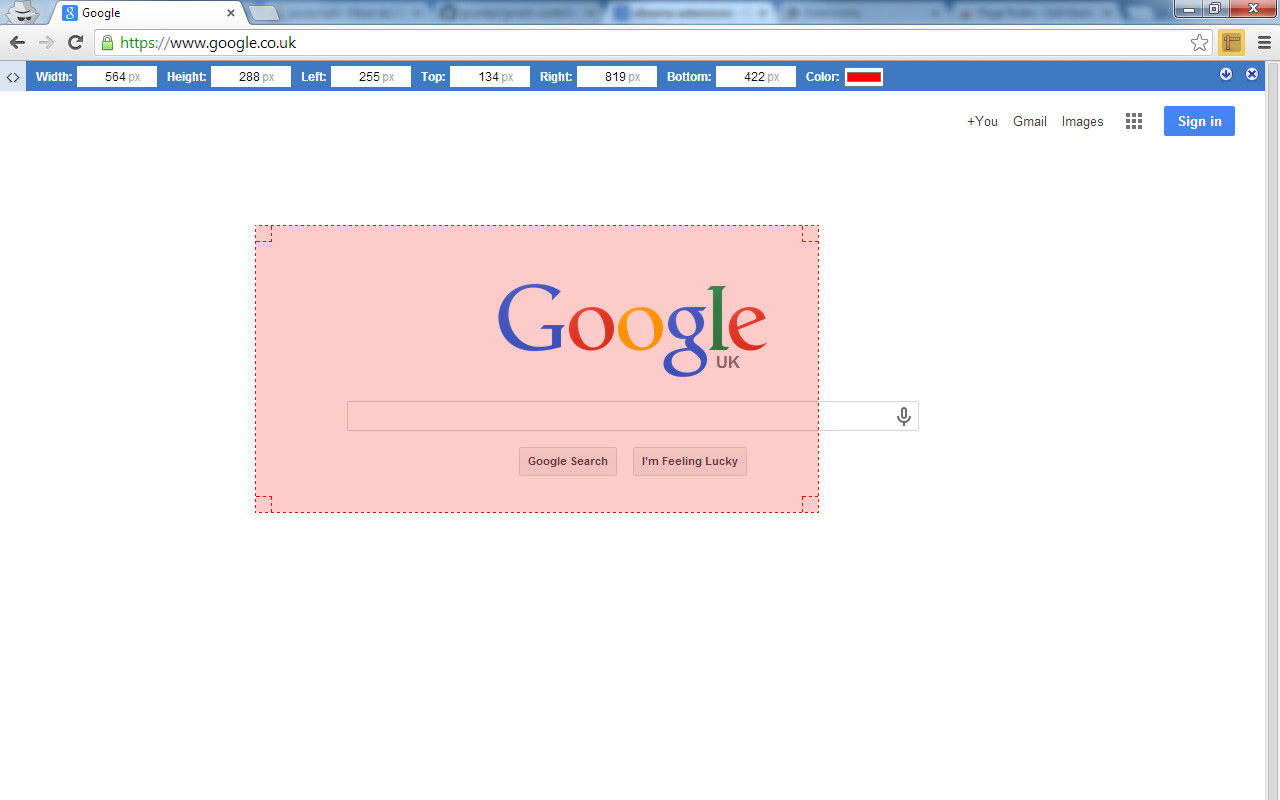 Google
https://www.google.co.uk
Width: 564 px Height: 288 px Left: 255 px Top: 134 px Right: 819 px Bottom: 422 px Color:
+You Gmail Images Sign in
Google
UK
Google Search I'm Feeling Lucky